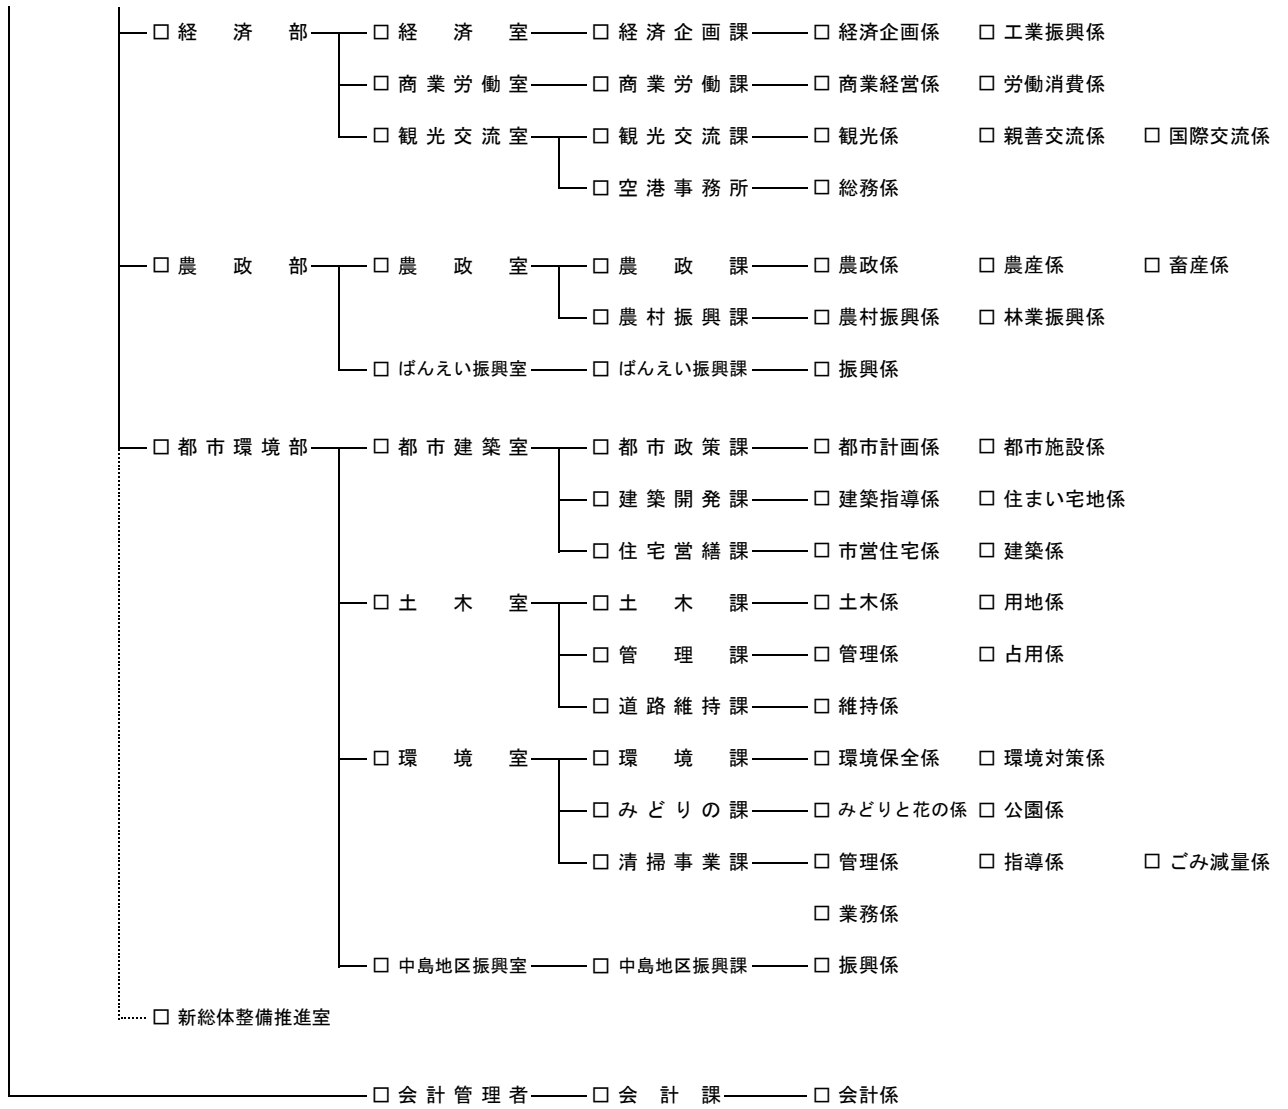 □ 経済部 □ 経済室 □ 経済企画課 □ 経済企画係 □ 工業振興係
□ 商業労働室 □ 商業労働課 □ 商業経営係 □ 労働消費係
□ 観光交流室 □ 観光交流課 □ 観光係 □ 親善交流係 □ 国際交流係
□ 空港事務所 □ 総務係
□ 農政部 □ 農政室 □ 農政課 □ 農政係 □ 農産係 □ 畜産係
□ 農村振興課 □ 農村振興係 □ 林業振興係
□ ばんえい振興室 □ ばんえい振興課 □ 振興係
□ 都市環境部 □ 都市建築室 □ 都市政策課 □ 都市計画係 □ 都市施設係
□ 建築開発課 □ 建築指導係 □ 住まい宅地係
□ 住宅営繕課 □ 市営住宅係 □ 建築係
□ 土木室 □ 土木課 □ 土木係 □ 用地係
□ 管理課 □ 管理係 □ 占用係
□ 道路維持課 □ 維持係
□ 環境室 □ 環境課 □ 環境保全係 □ 環境対策係
□ みどりの課 □ みどりと花の係 □ 公園係
□ 清掃事業課 □ 管理係 □ 指導係 □ ごみ減量係
□ 業務係
□ 中島地区振興室 □ 中島地区振興課 □ 振興係
□ 新総体整備推進室
□ 会計管理者 □ 会計課 □ 会計係